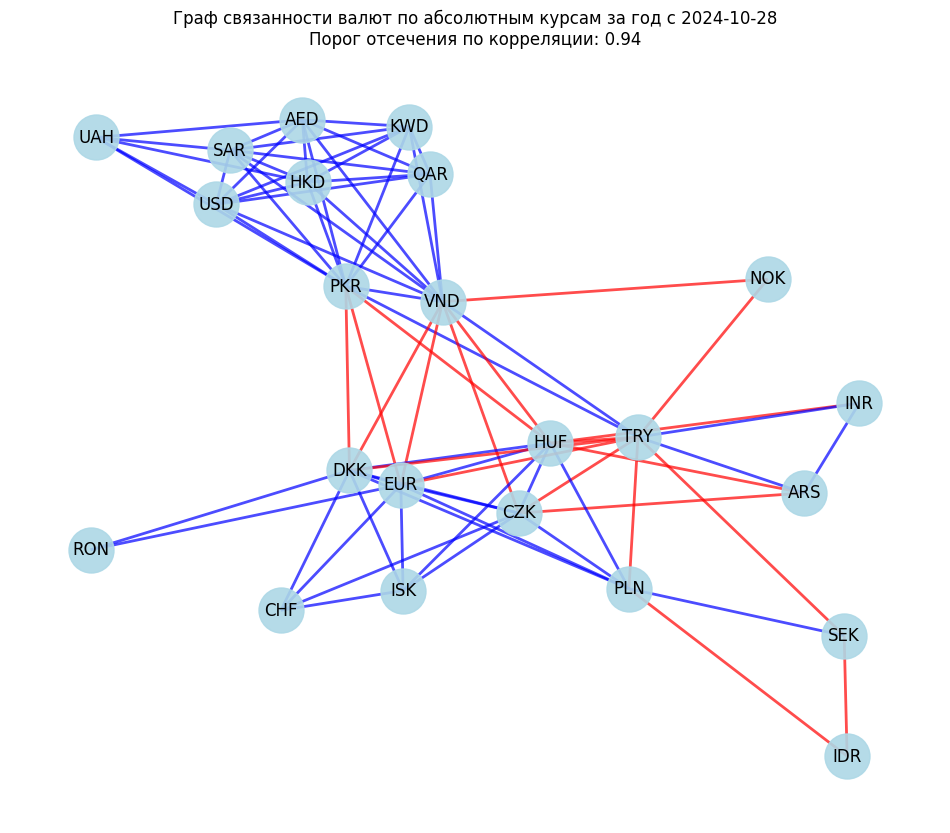 Граф связанности валют по абсолютным курсам за год с 2024-10-28
Порог отсечения по корреляции: 0.94
AED
KWD
UAH
SAR
QAR
HKD
USD
NOK
PKR
VND
INR
TRY
HUF
DKK
EUR
ARS
CZK
RON
PLN
ISK
CHF
SEK
IDR